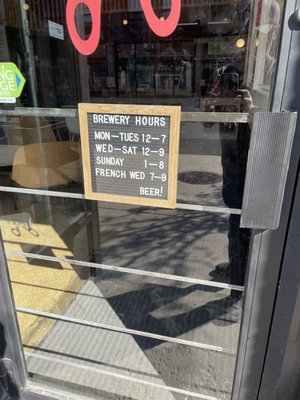 BREWERY HOURS
MON-TUES 12-7
WED-SAT 12-9
SUNDAY 1-8
FRENCH WED 7-9
BEER!